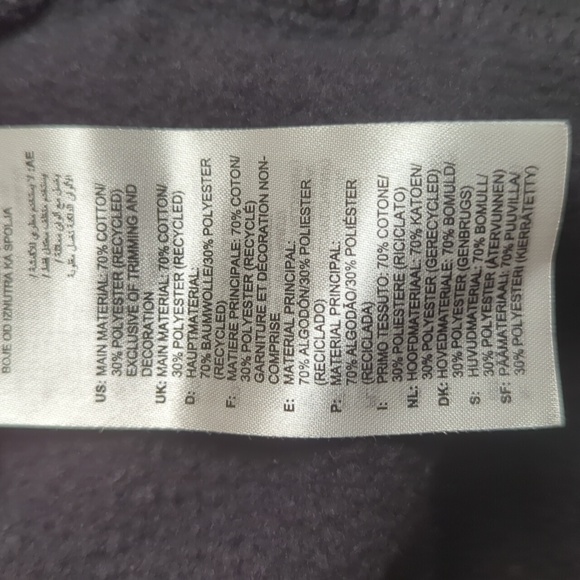 BOJE OD IZNUTRA KA SPOLJA
US: MAIN MATERIAL: 70% COTTON/
30% POLYESTER (RECYCLED)
EXCLUSIVE OF TRIMMING AND
DECORATION
UK: MAIN MATERIAL: 70% COTTON/
30% POLYESTER (RECYCLED)
D: HAUPTMATERIAL:
70% BAUMWOLLE/30% POLYESTER
(RECYCLED)
F: MATIERE PRINCIPALE: 70% COTON/
30% POLYESTER (RECYCLÉ)
GARNITURE ET DÉCORATION NON-
COMPRISE
E: MATERIAL PRINCIPAL:
70% ALGODÓN/30% POLIESTER
(RECICLADO)
P: MATERIAL PRINCIPAL:
70% ALGODÃO/30% POLIÉSTER
(RECICLADA)
I: PRIMO TESSUTO: 70% COTONE/
30% POLIESTERE (RICICLATO)
NL: HOOFDMATERIAAL: 70% KATOEN/
30% POLYESTER (GERECYCLED)
DK: HOVEDMATERIALE: 70% BOMULD/
30% POLYESTER (GENBRUGS)
S: HUVUDMATERIAL: 70% BOMULL/
30% POLYESTER (ÅTERVUNNEN)
SF: PÄÄMATERIAALI: 70% PUUVILLA/
30% POLYESTERI (KIERRÄTETTY)